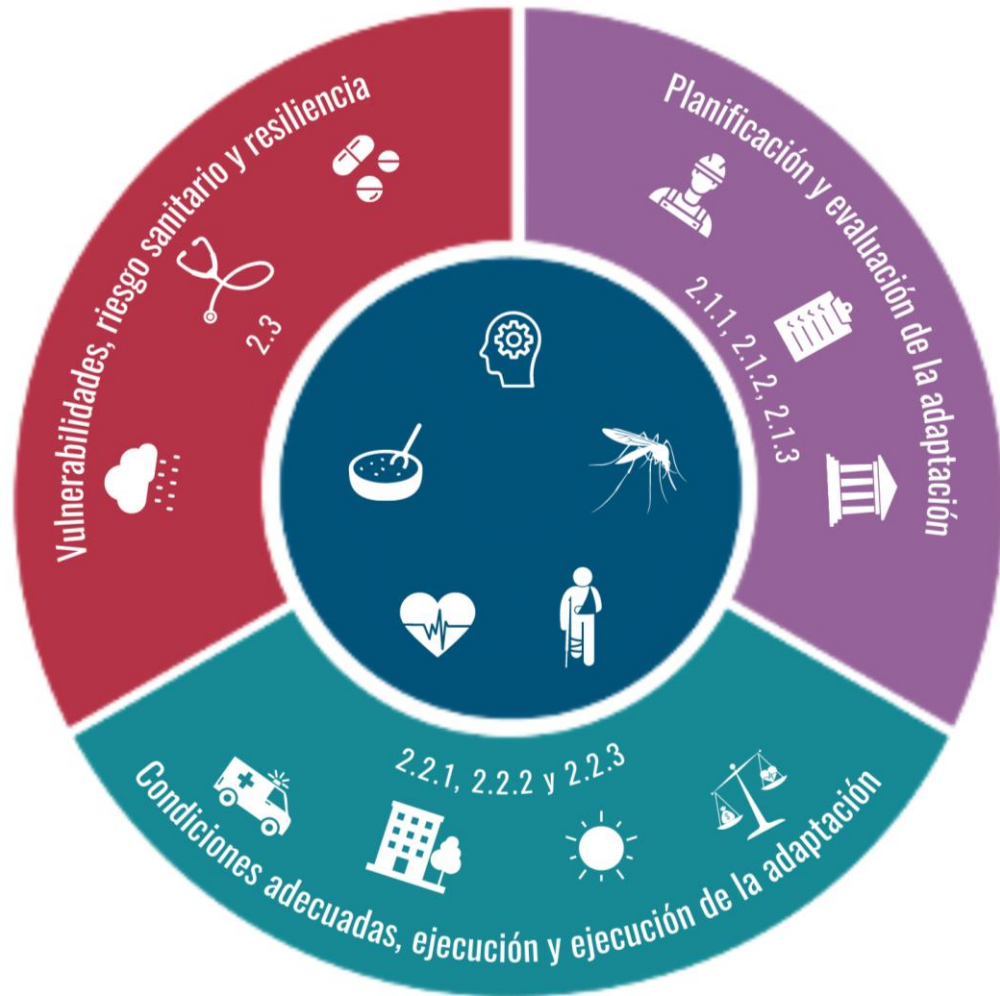 Vulnerabilidades, riesgo sanitario y resiliencia
2.3
Planificación y evaluación de la adaptación
2.1.1, 2.1.2, 2.1.3
2.2.1, 2.2.2 y 2.2.3
Condiciones adecuadas, ejecución y ejecución de la adaptación